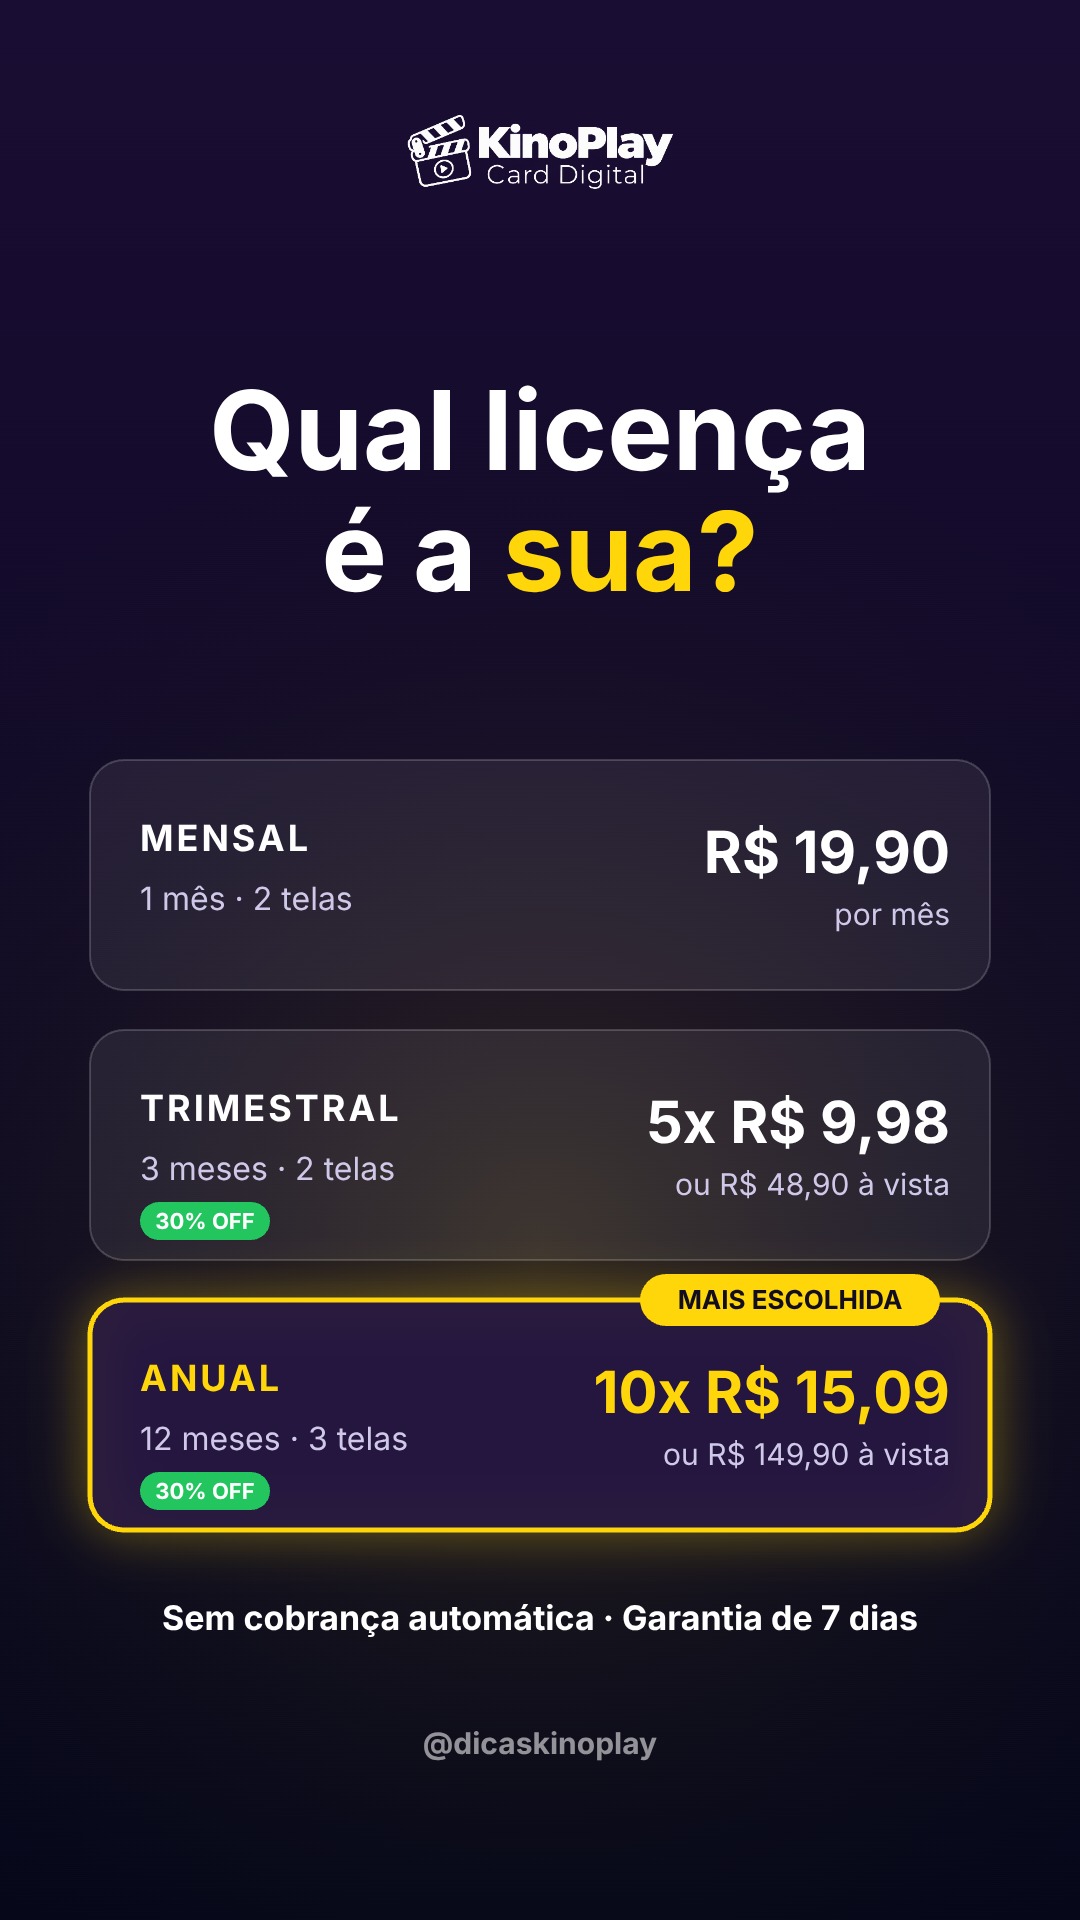 KinoPlay
Card Digital
Qual licença
é a sua?
MENSAL
1 mês · 2 telas
R$ 19,90
por mês
TRIMESTRAL
3 meses · 2 telas
30% OFF
5x R$ 9,98
ou R$ 48,90 à vista
MAIS ESCOLHIDA
ANUAL
12 meses · 3 telas
30% OFF
10x R$ 15,09
ou R$ 149,90 à vista
Sem cobrança automática · Garantia de 7 dias
@dicaskinoplay